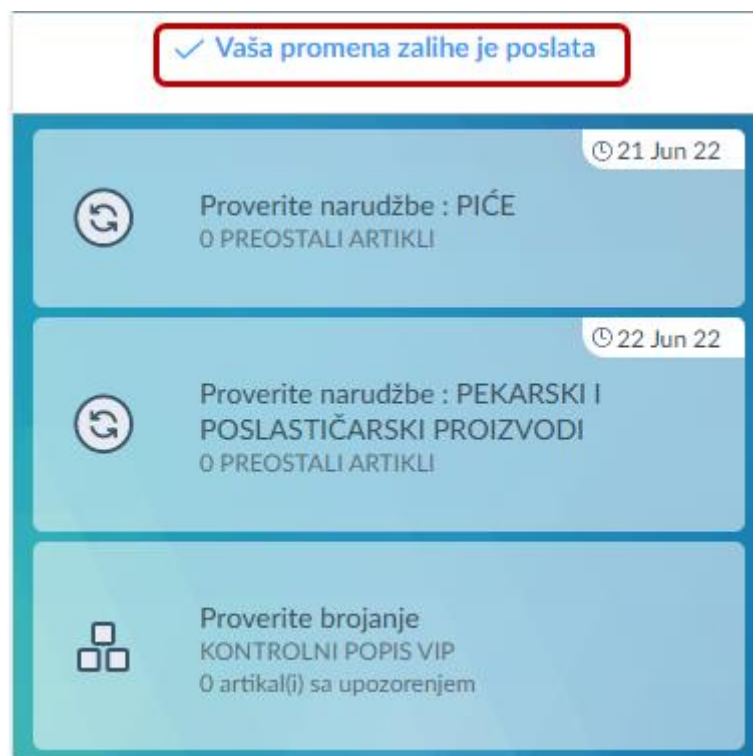 Vaša promena zalihe je poslata
21 Jun 22
Proverite narudžbe : PIĆE
0 PREOSTALI ARTIKLI
22 Jun 22
Proverite narudžbe : PEKARSKI I
POSLASTIČARSKI PROIZVODI
0 PREOSTALI ARTIKLI
Proverite brojanje
KONTROLNI POPIS VIP
0 artikal(i) sa upozorenjem